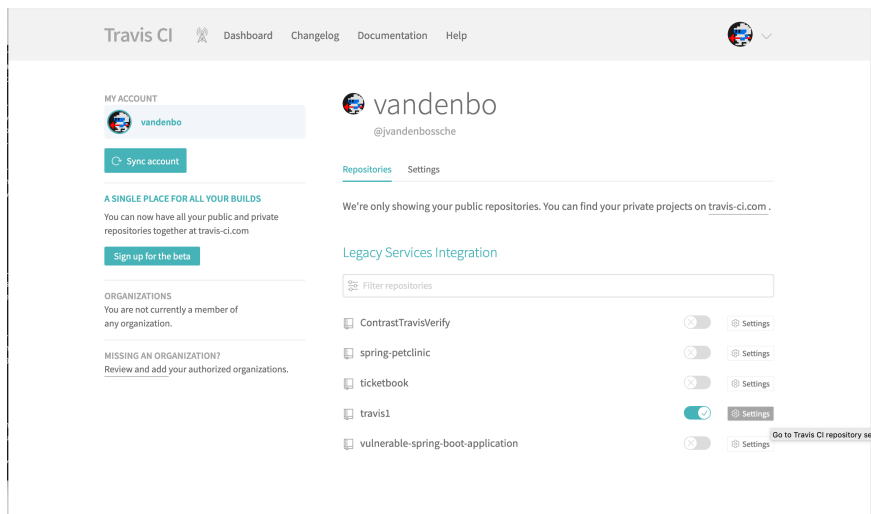 Travis CI
Dashboard
Changelog
Documentation
Help
MY ACCOUNT
vandenbo
Sync account
A SINGLE PLACE FOR ALL YOUR BUILDS
You can now have all your public and private
repositories together at travis-ci.com
Sign up for the beta
ORGANIZATIONS
You are not currently a member of
any organization.
MISSING AN ORGANIZATION?
Review and add your authorized organizations.
vandenbo
@jvandenbossche
Repositories
Settings
We're only showing your public repositories. You can find your private projects on travis-ci.com .
Legacy Services Integration
Filter repositories
ContrastTravisVerify
Settings
spring-petclinic
Settings
ticketbook
Settings
travis1
Settings
Go to Travis CI repository se
vulnerable-spring-boot-application
Settings